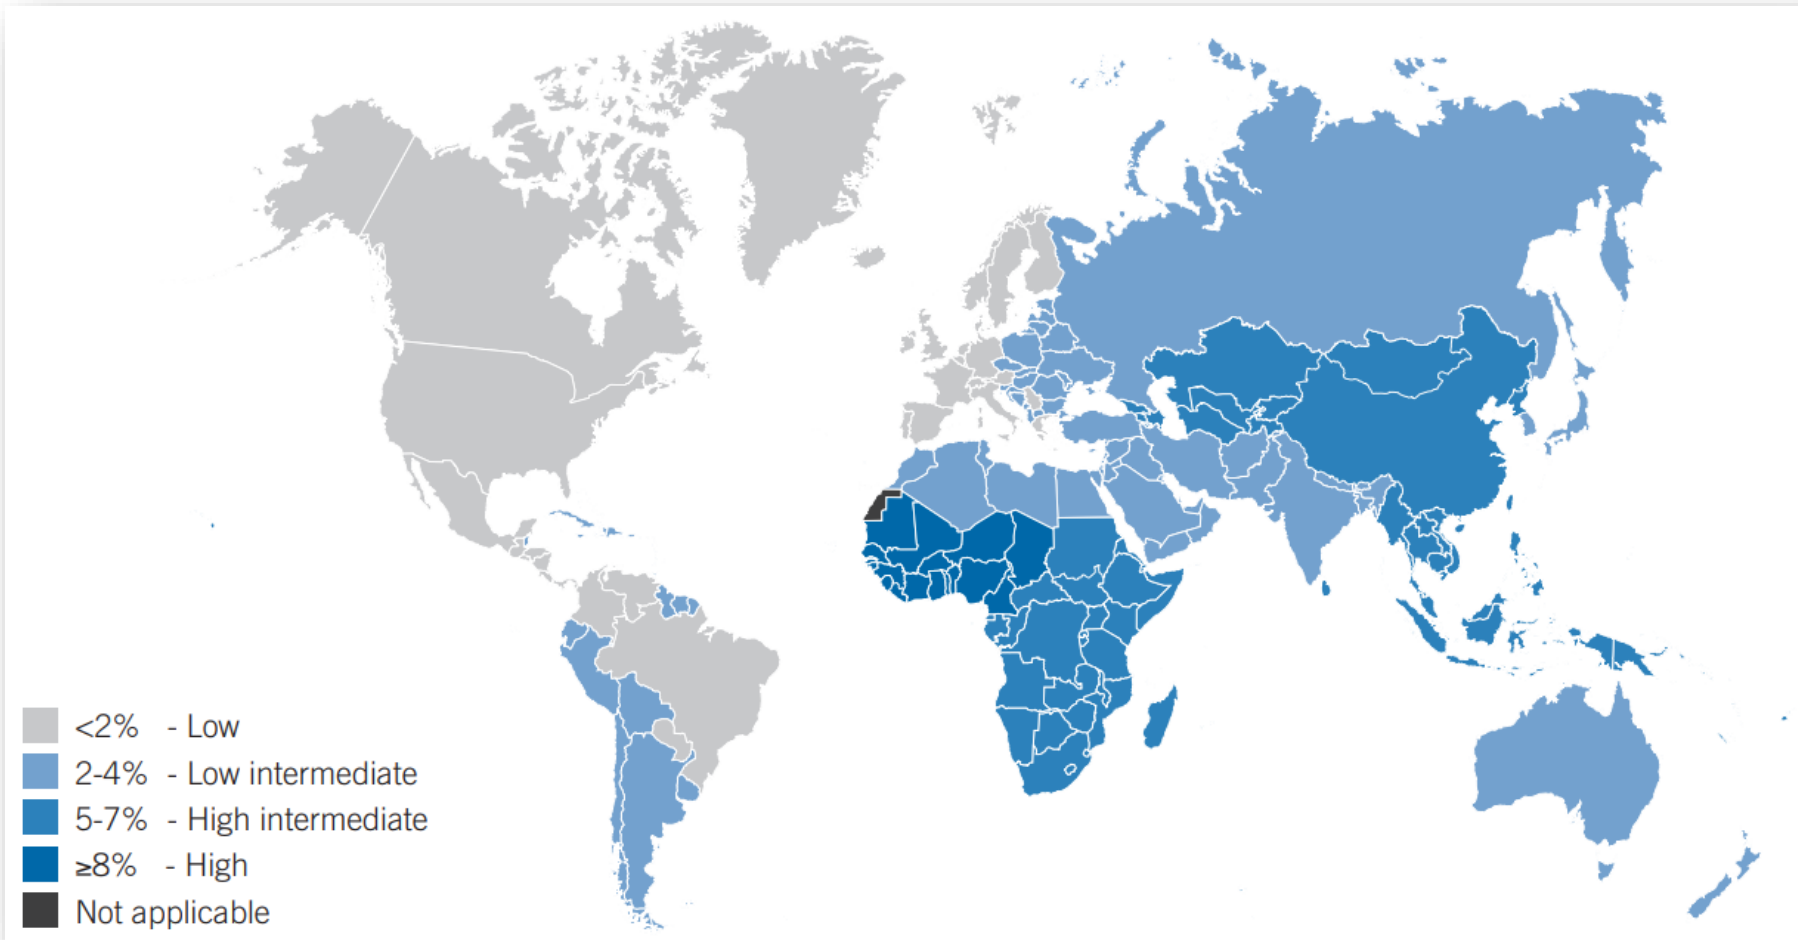 <2% - Low
2-4% - Low intermediate
5-7% - High intermediate
≥8% - High
Not applicable